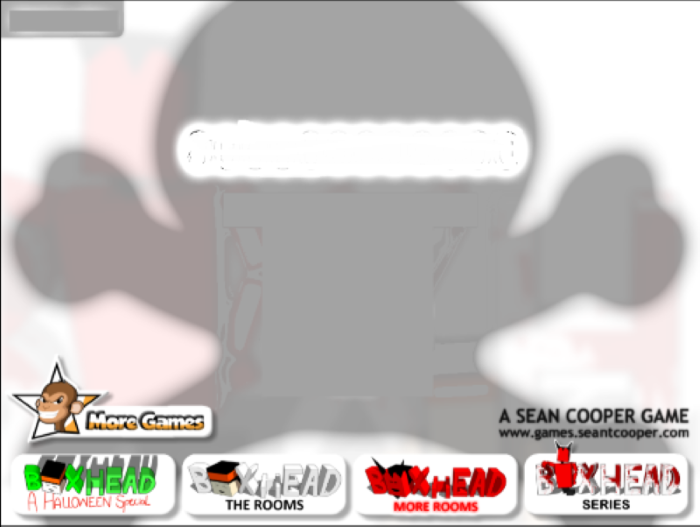 More Games
A SEAN COOPER GAME
www.games.seantcooper.com
BOXHEAD
A HALLOWEEN Special
BOXHEAD
THE ROOMS
BOXHEAD
MORE ROOMS
BOXHEAD
SERIES